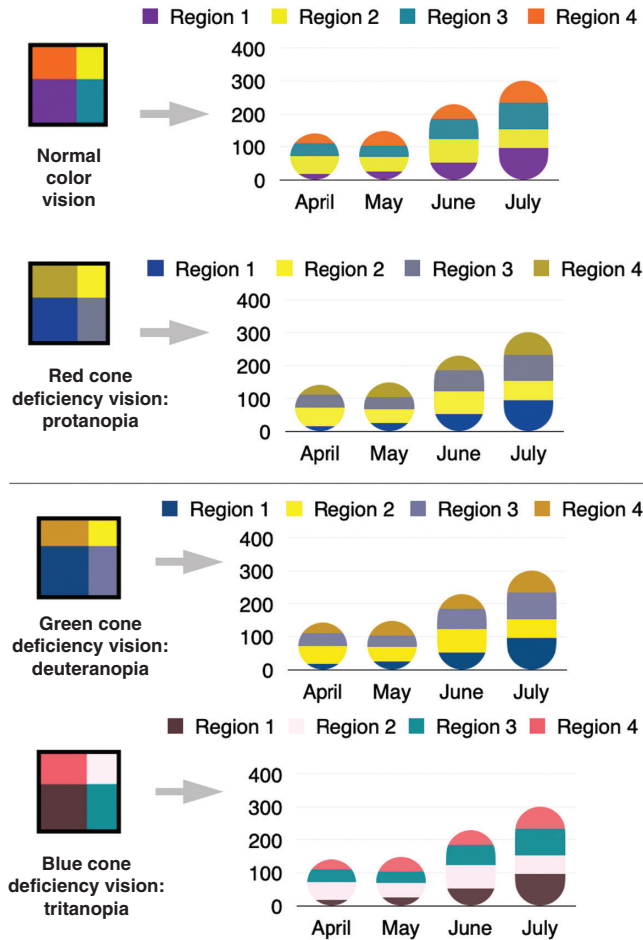 Region 1 Region 2 Region 3 Region 4
400
300
200
100
0
April May June July
Normal
color
vision
Region 1 Region 2 Region 3 Region 4
400
300
200
100
0
April May June July
Red cone
deficiency vision:
protanopia
Region 1 Region 2 Region 3 Region 4
400
300
200
100
0
April May June July
Green cone
deficiency vision:
deuteranopia
Region 1 Region 2 Region 3 Region 4
400
300
200
100
0
April May June July
Blue cone
deficiency vision:
tritanopia